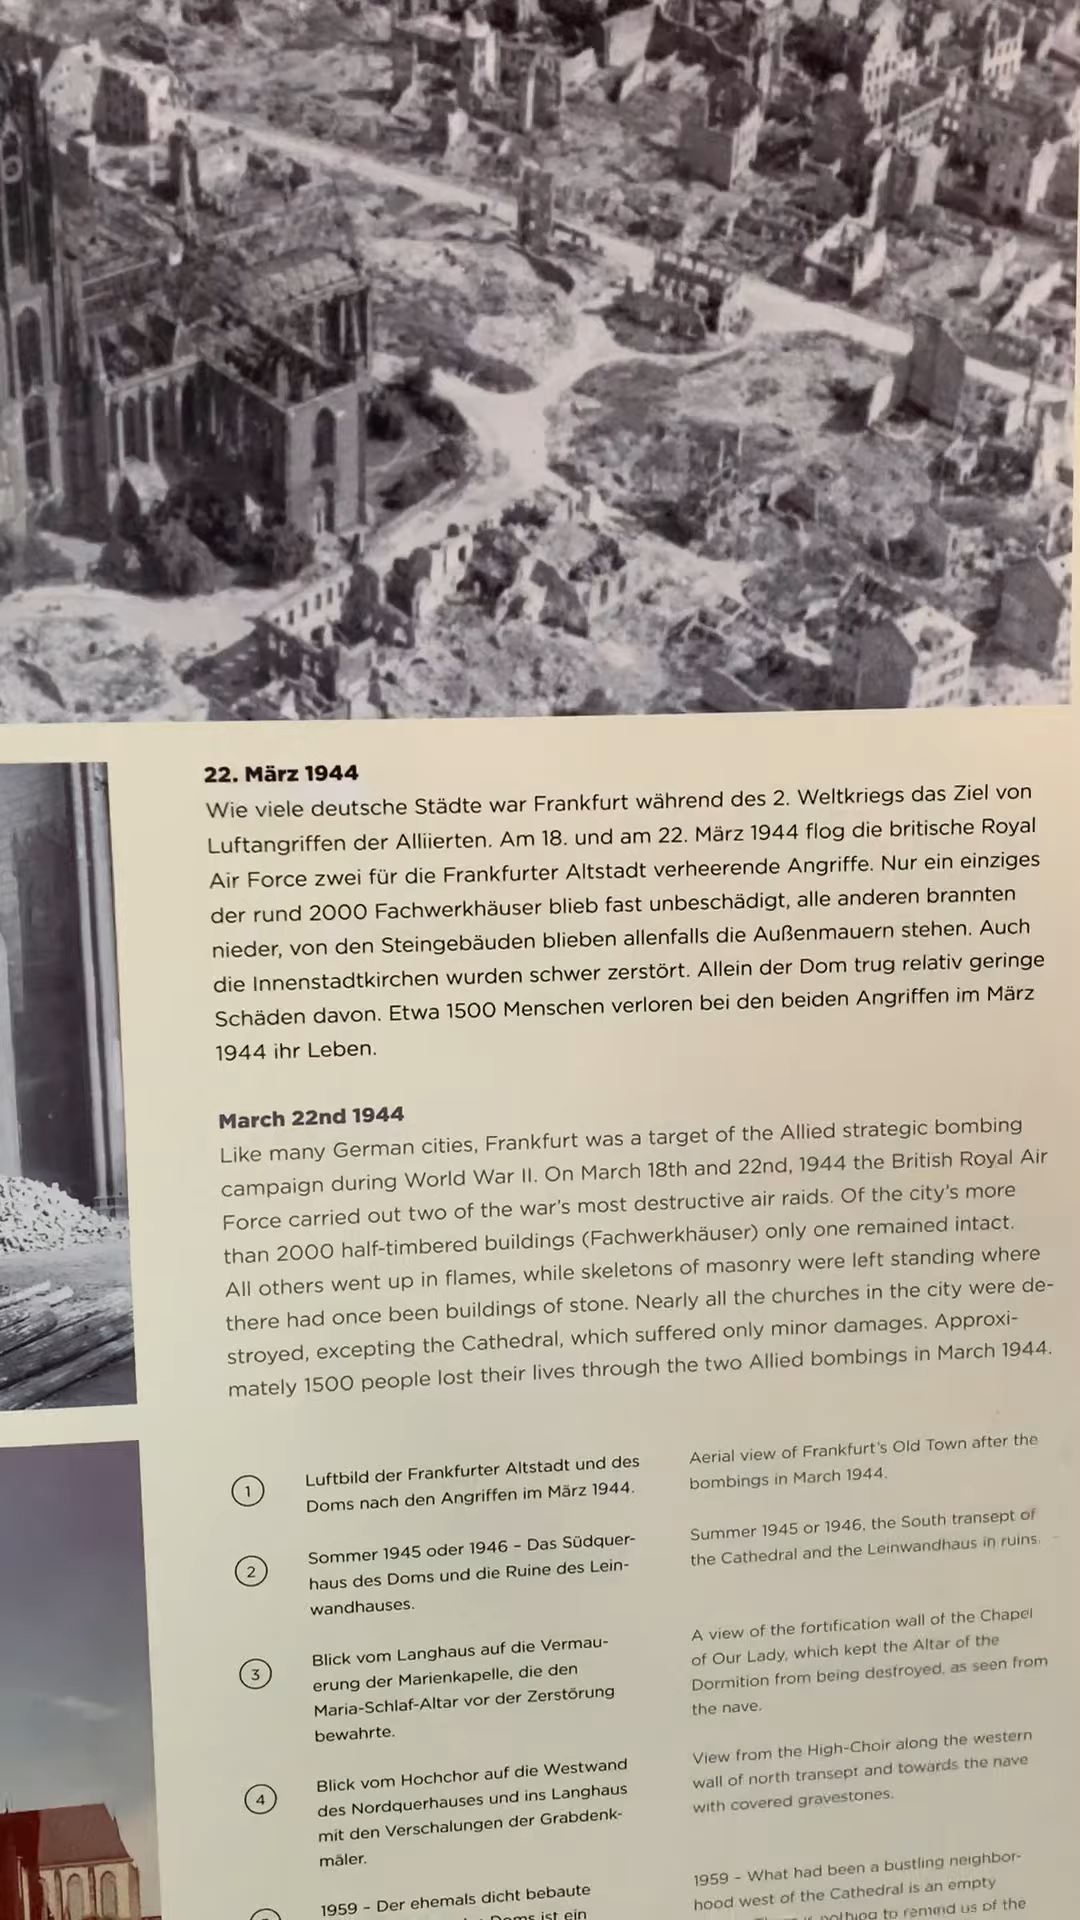 22. März 1944
Wie viele deutsche Städte war Frankfurt während des 2. Weltkriegs das Ziel von
Luftangriffen der Alliierten. Am 18. und am 22. März 1944 flog die britische Royal
Air Force zwei für die Frankfurter Altstadt verheerende Angriffe. Nur ein einziges
der rund 2000 Fachwerkhäuser blieb fast unbeschädigt, alle anderen brannten
nieder, von den Steingebäuden blieben allenfalls die Außenmauern stehen. Auch
die Innenstadtkirchen wurden schwer zerstört. Allein der Dom trug relativ geringe
Schäden davon. Etwa 1500 Menschen verloren bei den beiden Angriffen im März
1944 ihr Leben.
March 22nd 1944
Like many German cities, Frankfurt was a target of the Allied strategic bombing
campaign during World War II. On March 18th and 22nd, 1944 the British Royal Air
Force carried out two of the war's most destructive air raids. Of the city's more
than 2000 half-timbered buildings (Fachwerkhäuser) only one remained intact.
All others went up in flames, while skeletons of masonry were left standing where
there had once been buildings of stone. Nearly all the churches in the city were de-
stroyed, excepting the Cathedral, which suffered only minor damages. Approxi-
mately 1500 people lost their lives through the two Allied bombings in March 1944.
1
Luftbild der Frankfurter Altstadt und des
Doms nach den Angriffen im März 1944.
Aerial view of Frankfurt's Old Town after the
bombings in March 1944.
2
Sommer 1945 oder 1946 – Das Südquer-
haus des Doms und die Ruine des Lein-
wandhauses.
Summer 1945 or 1946, the South transept of
the Cathedral and the Leinwandhaus in ruins.
3
Blick vom Langhaus auf die Vermau-
erung der Marienkapelle, die den
Maria-Schlaf-Altar vor der Zerstörung
bewahrte.
A view of the fortification wall of the Chapel
of Our Lady, which kept the Altar of the
Dormition from being destroyed, as seen from
the nave.
4
Blick vom Hochchor auf die Westwand
des Nordquerhauses und ins Langhaus
mit den Verschalungen der Grabdenk-
mäler.
View from the High-Choir along the western
wall of north transept and towards the nave
with covered gravestones.
1959 – Der ehemals dicht bebaute
Doms ist ein
1959 – What had been a bustling neighbor-
hood west of the Cathedral is an empty
nothing to remind us of the